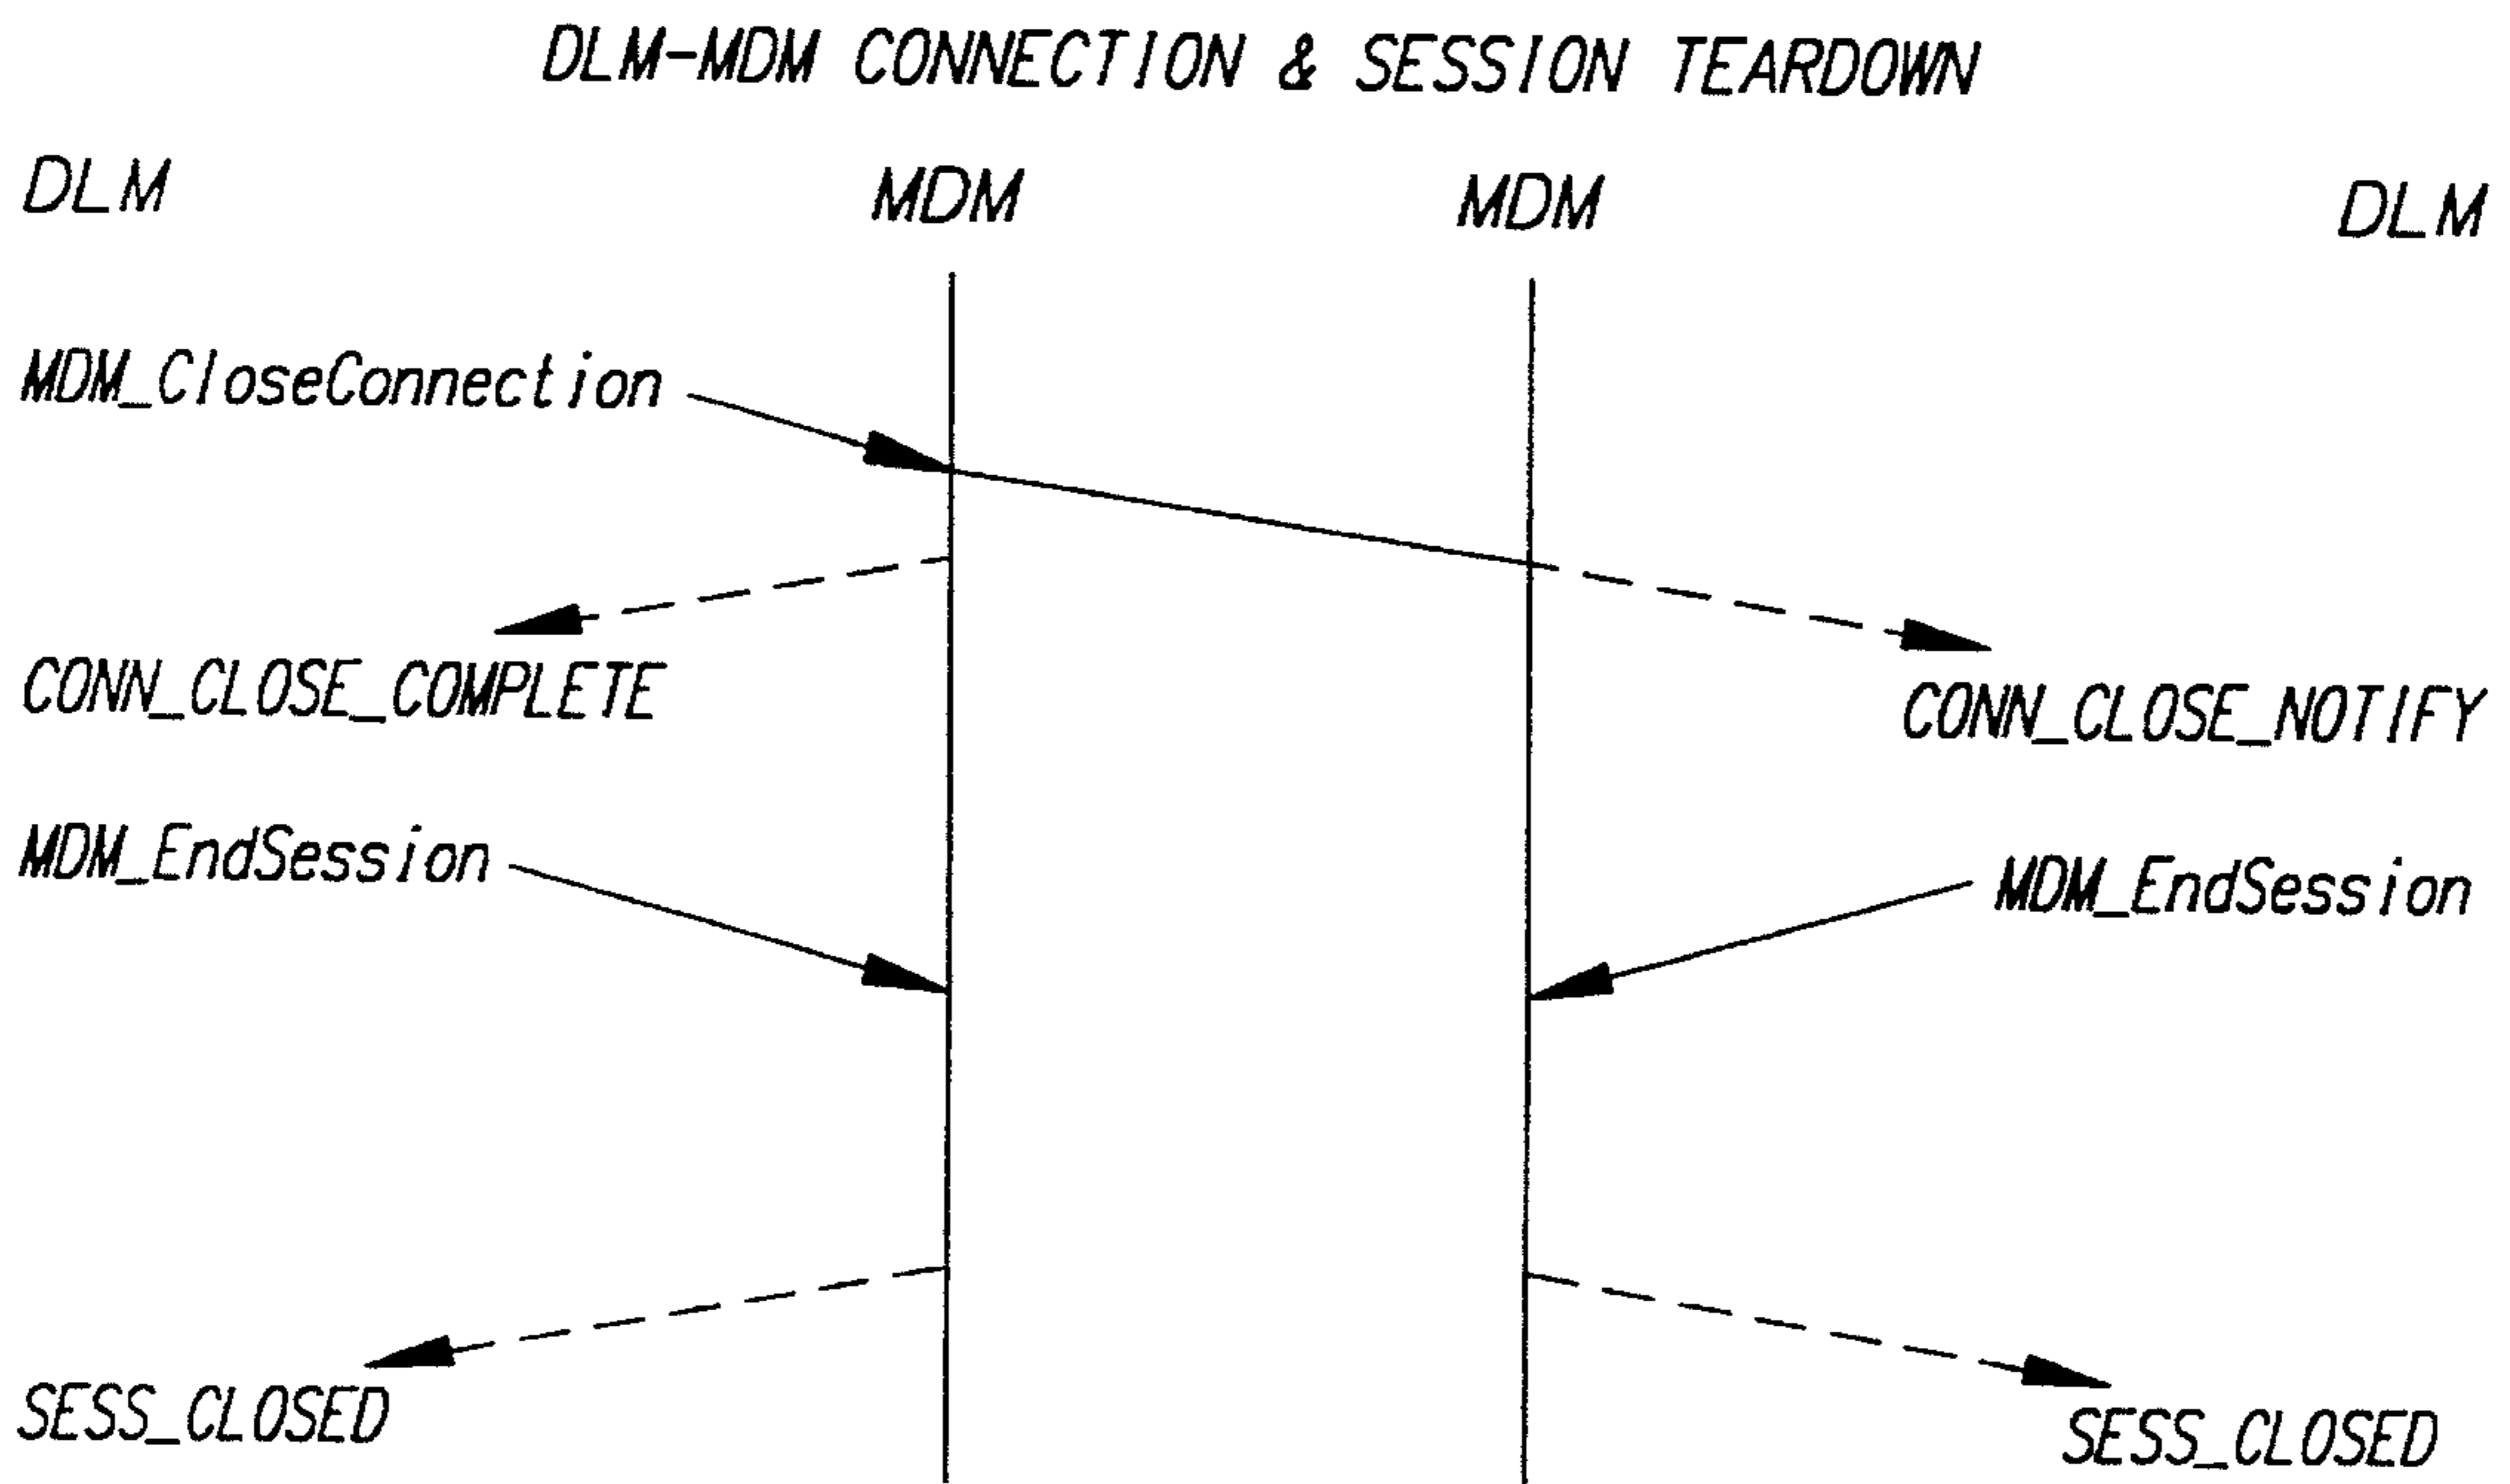 DLM-MDM CONNECTION & SESSION TEARDOWN
DLM MDM MDM DLM
MDM_CloseConnection
CONN_CLOSE_COMPLETE
CONN_CLOSE_NOTIFY
MDM_EndSession
MDM_EndSession
SESS_CLOSED
SESS_CLOSED